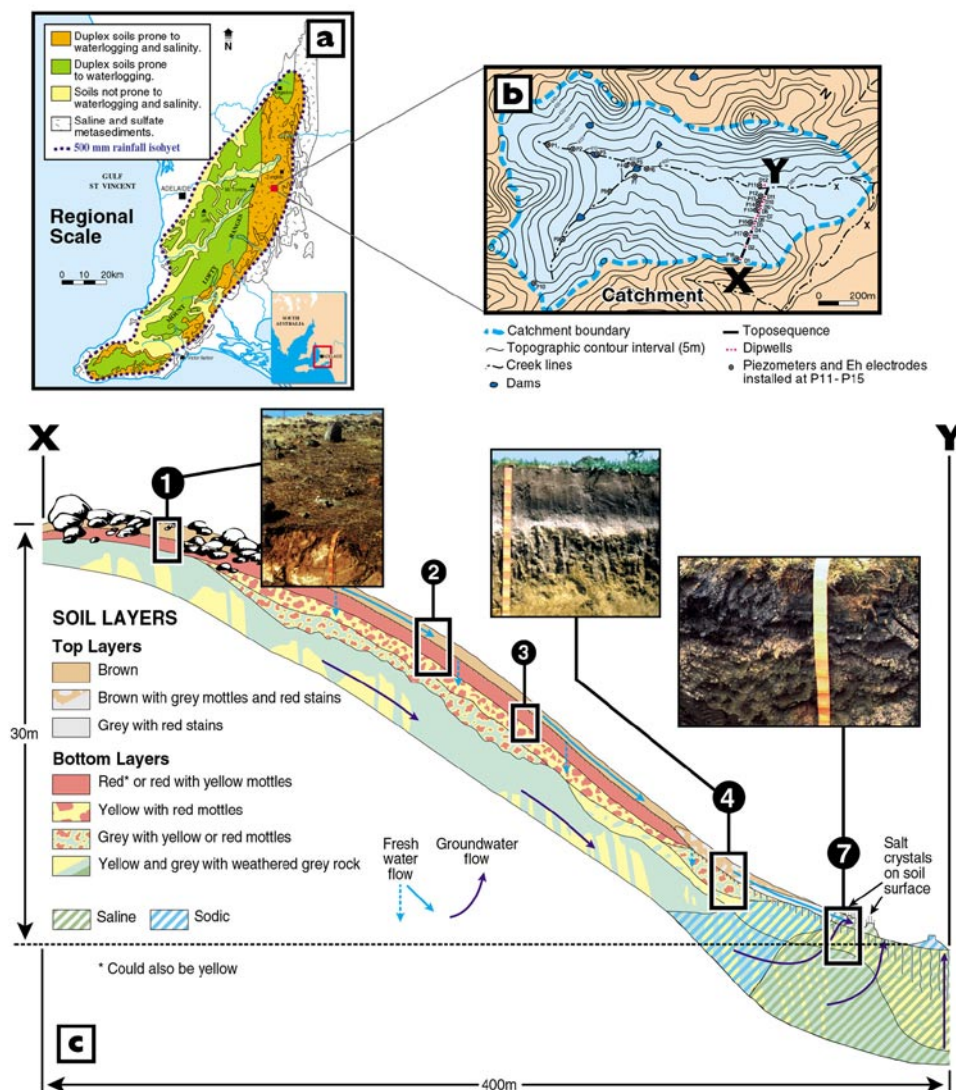 a
Duplex soils prone to
waterlogging and salinity.
Duplex soils prone
to waterlogging.
Soils not prone to
waterlogging and salinity.
Saline and sulfate
metasediments.
500 mm rainfall isohyet
N
GULF
ST VINCENT
ADELAIDE
Regional
Scale
0 10 20km
MOUNT
LOFTY
RANGES
SOUTH
AUSTRALIA
b
N
Y
X
Catchment
0 200m
Catchment boundary
Topographic contour interval (5m)
Creek lines
Dams
Toposequence
Dipwells
Piezometers and Eh electrodes
installed at P11- P15
X
Y
1
2
3
4
7
Salt
crystals
on soil
surface
30m
SOIL LAYERS
Top Layers
Brown
Brown with grey mottles and red stains
Grey with red stains
Bottom Layers
Red* or red with yellow mottles
Yellow with red mottles
Grey with yellow or red mottles
Yellow and grey with weathered grey rock
Saline
Sodic
Fresh
water
flow
Groundwater
flow
* Could also be yellow
c
400m